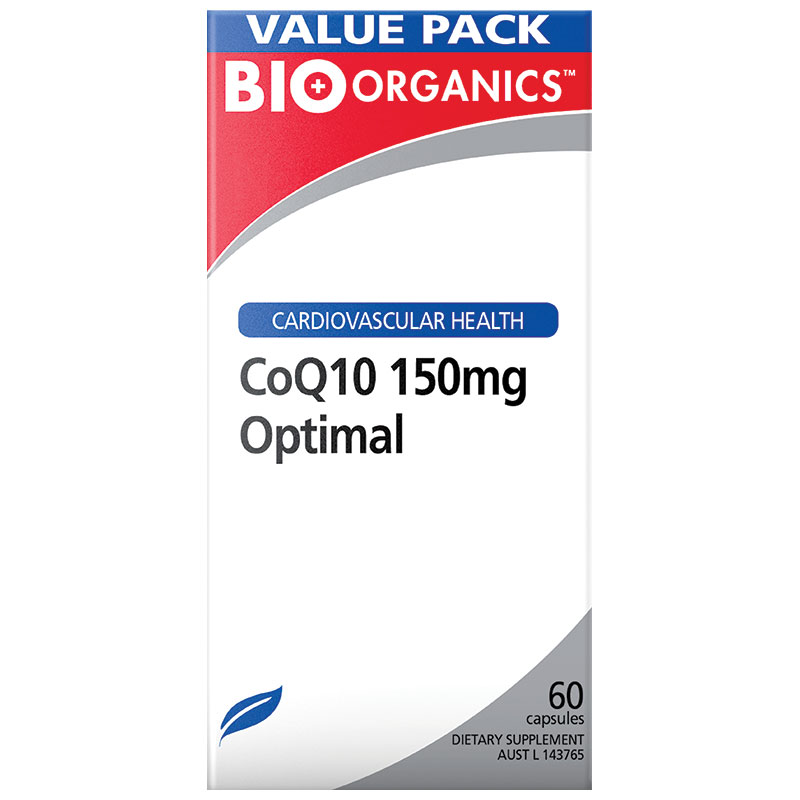 VALUE PACK
BIO ORGANICS™
CARDIOVASCULAR HEALTH
CoQ10 150mg
Optimal
60
capsules
DIETARY SUPPLEMENT
AUST L 143765